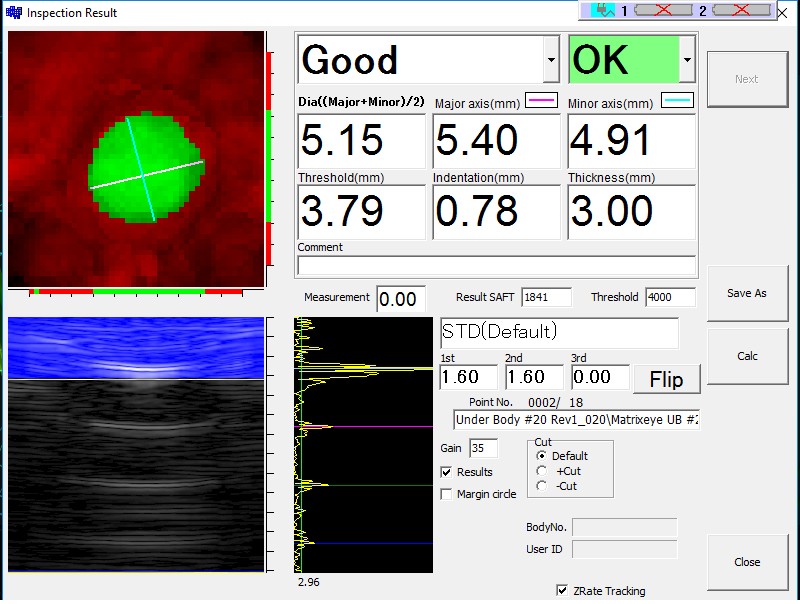 Inspection Result
1
2
Good
OK
Next
Dia((Major+Minor)/2)
Major axis(mm)
Minor axis(mm)
5.15
5.40
4.91
Threshold(mm)
Indentation(mm)
Thickness(mm)
3.79
0.78
3.00
Comment
Measurement
0.00
Result SAFT
1841
Threshold
4000
Save As
STD(Default)
Calc
1st
2nd
3rd
1.60
1.60
0.00
Flip
Point No.
0002/ 18
Under Body #20 Rev1_020\Matrixeye UB #2
Gain
35
Cut
Default
+Cut
-Cut
Results
Margin circle
BodyNo.
User ID
Close
2.96
ZRate Tracking